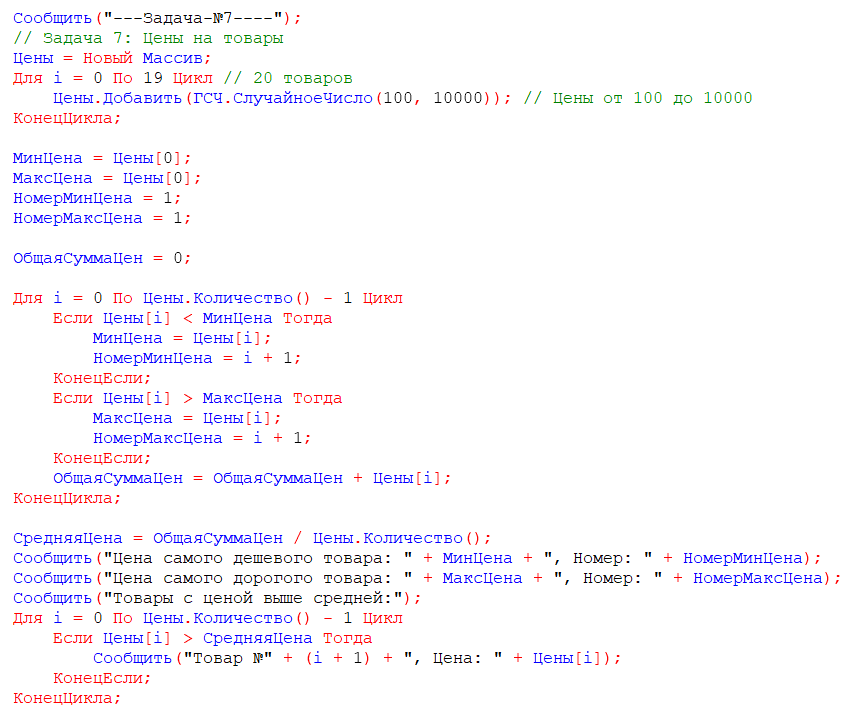 Сообщить("---Задача-№7----");
// Задача 7: Цены на товары
Цены = Новый Массив;
Для i = 0 По 19 Цикл // 20 товаров
    Цены.Добавить(ГСЧ.СлучайноеЧисло(100, 10000)); // Цены от 100 до 10000
КонецЦикла;

МинЦена = Цены[0];
МаксЦена = Цены[0];
НомерМинЦена = 1;
НомерМаксЦена = 1;

ОбщаяСуммаЦен = 0;

Для i = 0 По Цены.Количество() - 1 Цикл
    Если Цены[i] < МинЦена Тогда
        МинЦена = Цены[i];
        НомерМинЦена = i + 1;
    КонецЕсли;
    Если Цены[i] > МаксЦена Тогда
        МаксЦена = Цены[i];
        НомерМаксЦена = i + 1;
    КонецЕсли;
    ОбщаяСуммаЦен = ОбщаяСуммаЦен + Цены[i];
КонецЦикла;

СредняяЦена = ОбщаяСуммаЦен / Цены.Количество();
Сообщить("Цена самого дешевого товара: " + МинЦена + ", Номер: " + НомерМинЦена);
Сообщить("Цена самого дорогого товара: " + МаксЦена + ", Номер: " + НомерМаксЦена);
Сообщить("Товары с ценой выше средней:");
Для i = 0 По Цены.Количество() - 1 Цикл
    Если Цены[i] > СредняяЦена Тогда
        Сообщить("Товар №" + (i + 1) + ", Цена: " + Цены[i]);
    КонецЕсли;
КонецЦикла;